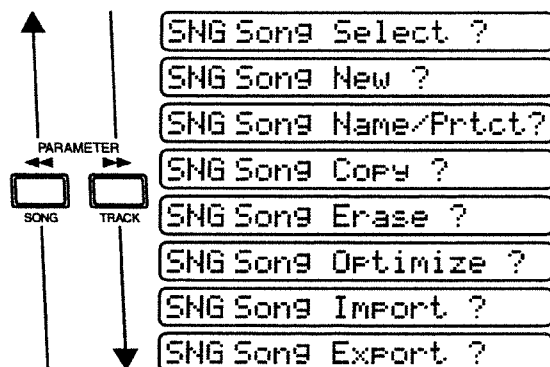 SNG Song Select ?
SNG Song New ?
SNG Song Name/Prtct?
PARAMETER
SNG Song Copy ?
SONG TRACK
SNG Song Erase ?
SNG Song Optimize ?
SNG Song Import ?
SNG Song Export ?